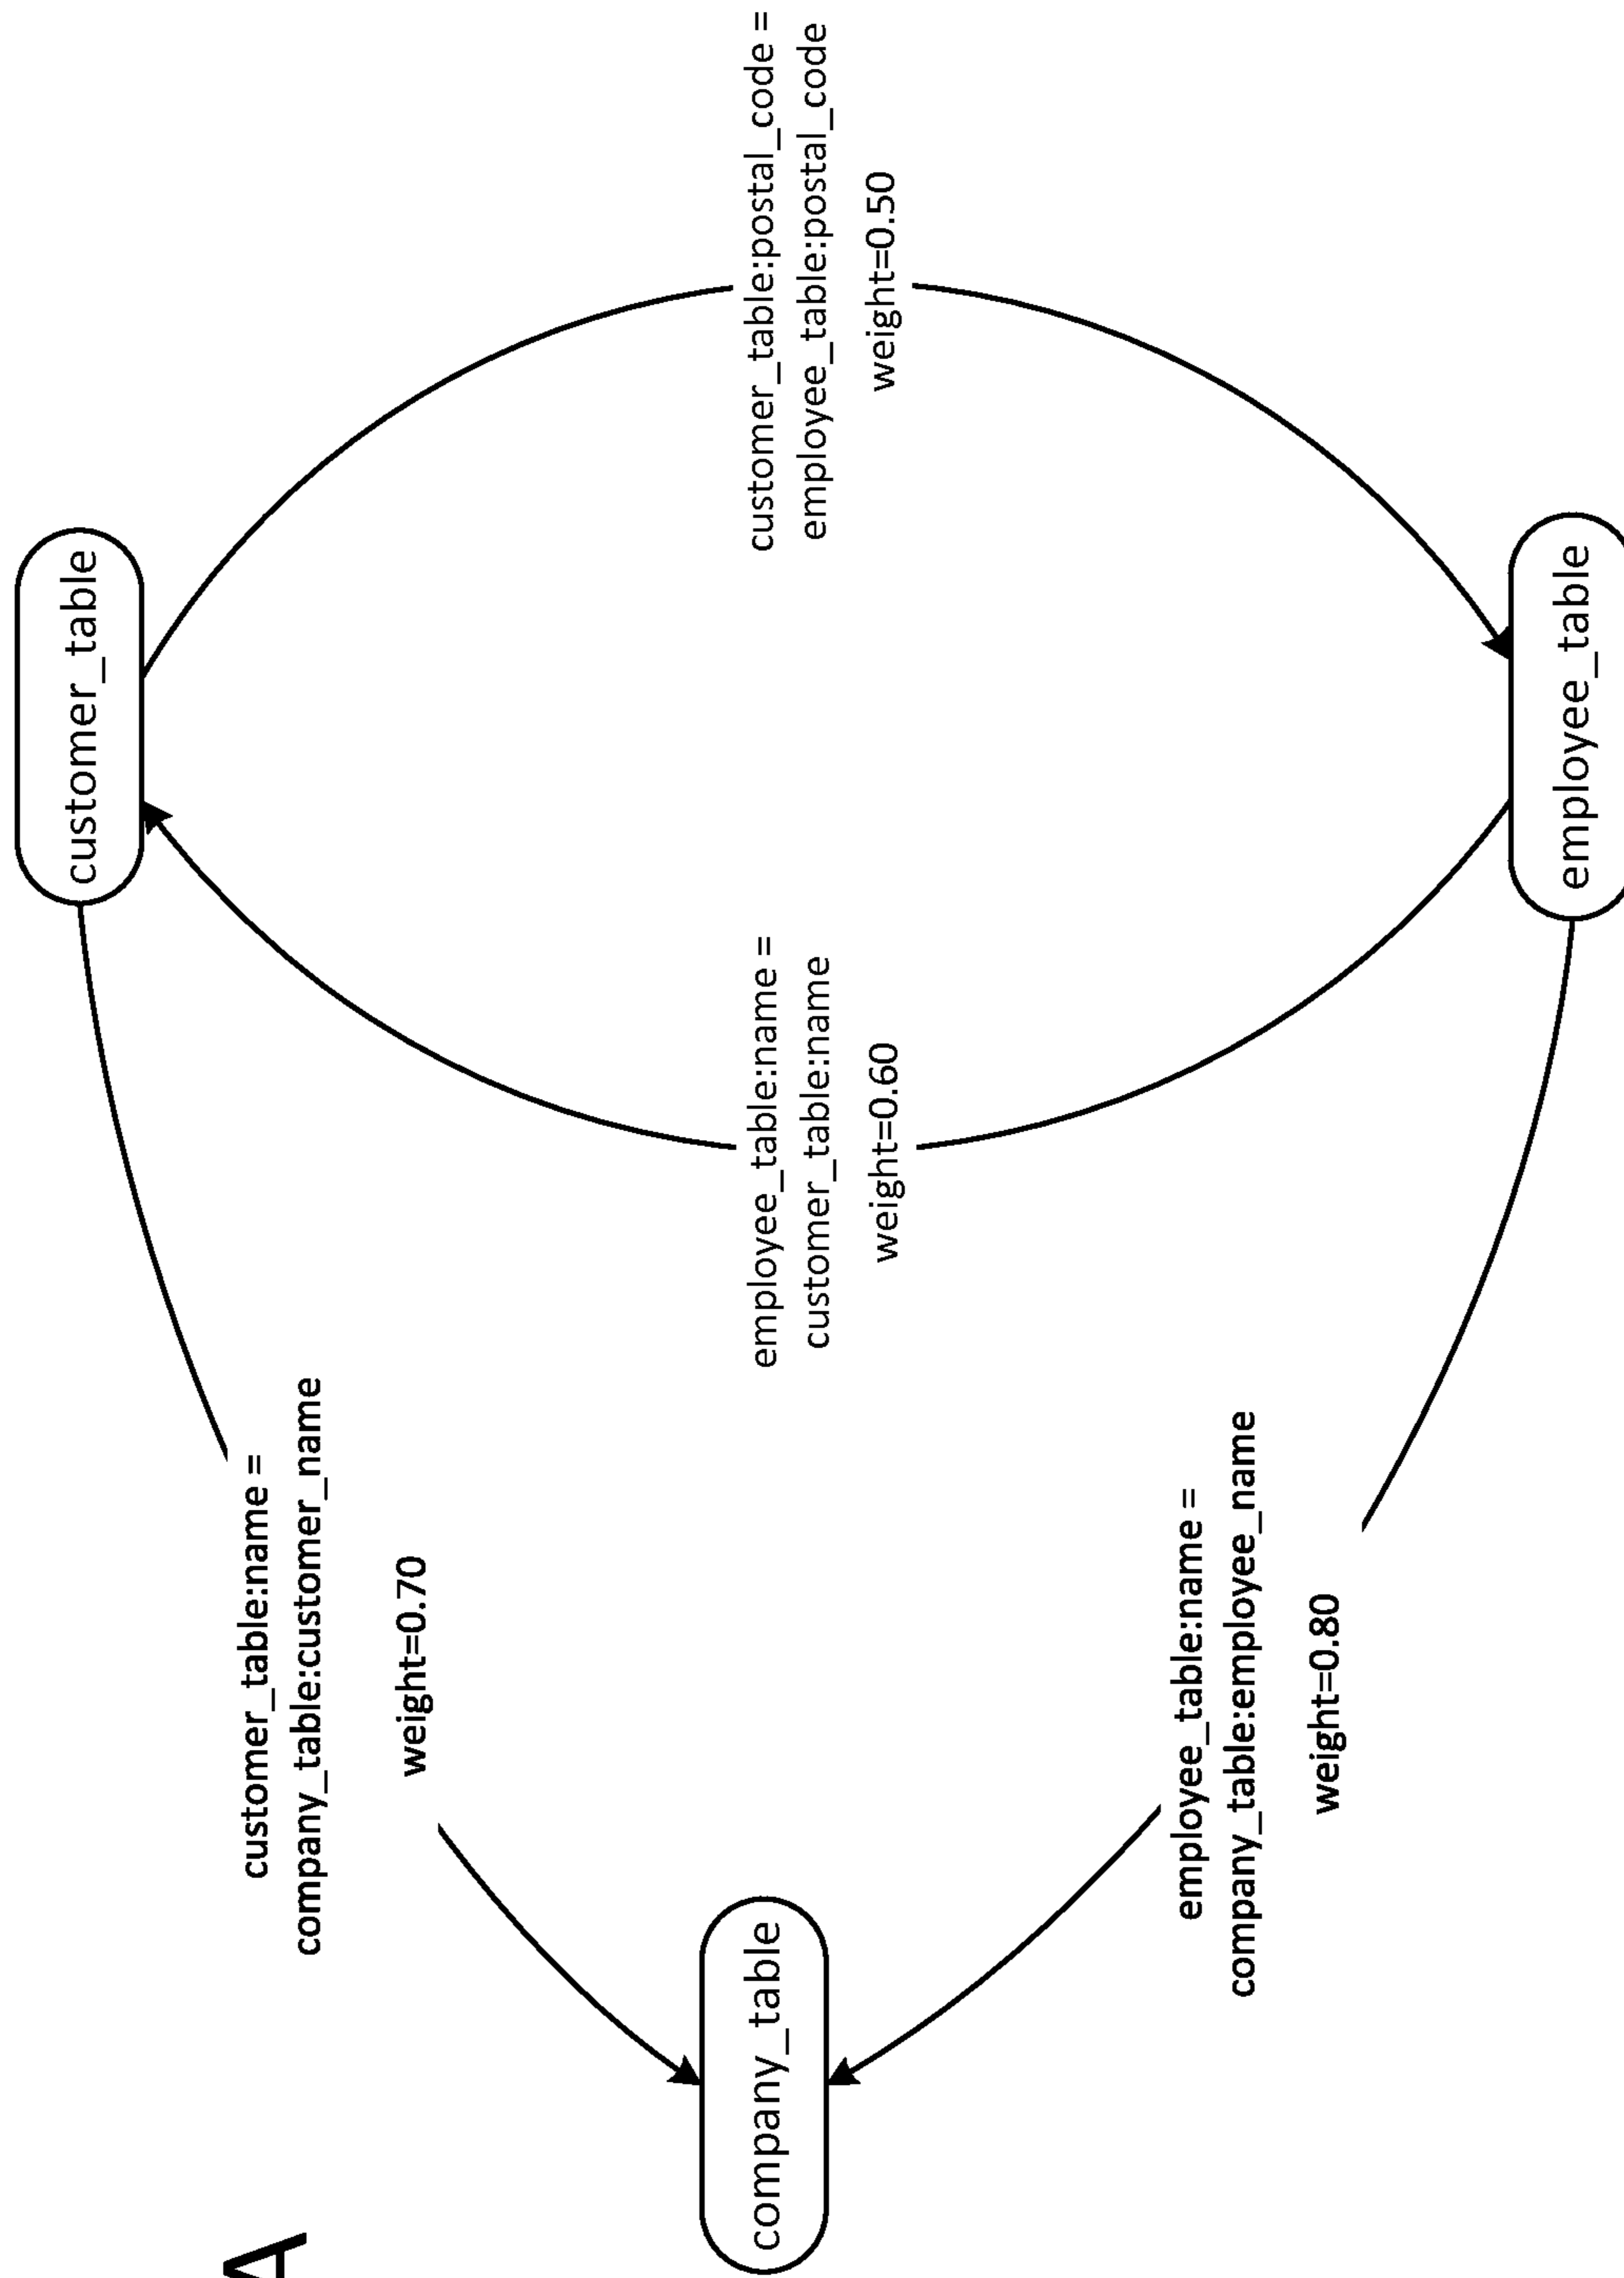 customer_table
A
customer_table:name =
company_table:customer_name
weight=0.70
company_table
employee_table:name =
customer_table:name
weight=0.60
customer_table:postal_code =
employee_table:postal_code
weight=0.50
employee_table:name =
company_table:employee_name
weight=0.80
employee_table